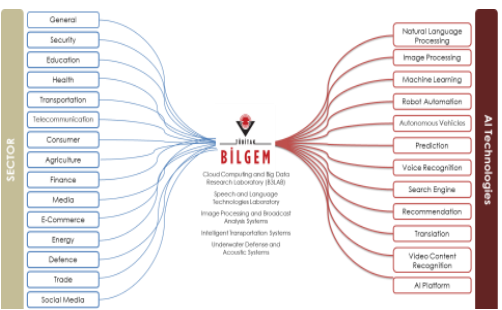 SECTOR
General
Security
Education
Health
Transportation
Telecommunication
Consumer
Agriculture
Finance
Media
E-Commerce
Energy
Defence
Trade
Social Media
TÜBİTAK
BİLGEM
Cloud Computing and Big Data
Research Laboratory (B3LAB)
Speech and Language
Technologies Laboratory
Image Processing and Broadcast
Analysis Systems
Intelligent Transportation Systems
Underwater Defense and
Acoustic Systems
Natural Language
Processing
Image Processing
Machine Learning
Robot Automation
Autonomous Vehicles
Prediction
Voice Recognition
Search Engine
Recommendation
Translation
Video Content
Recognition
AI Platform
AI Technologies